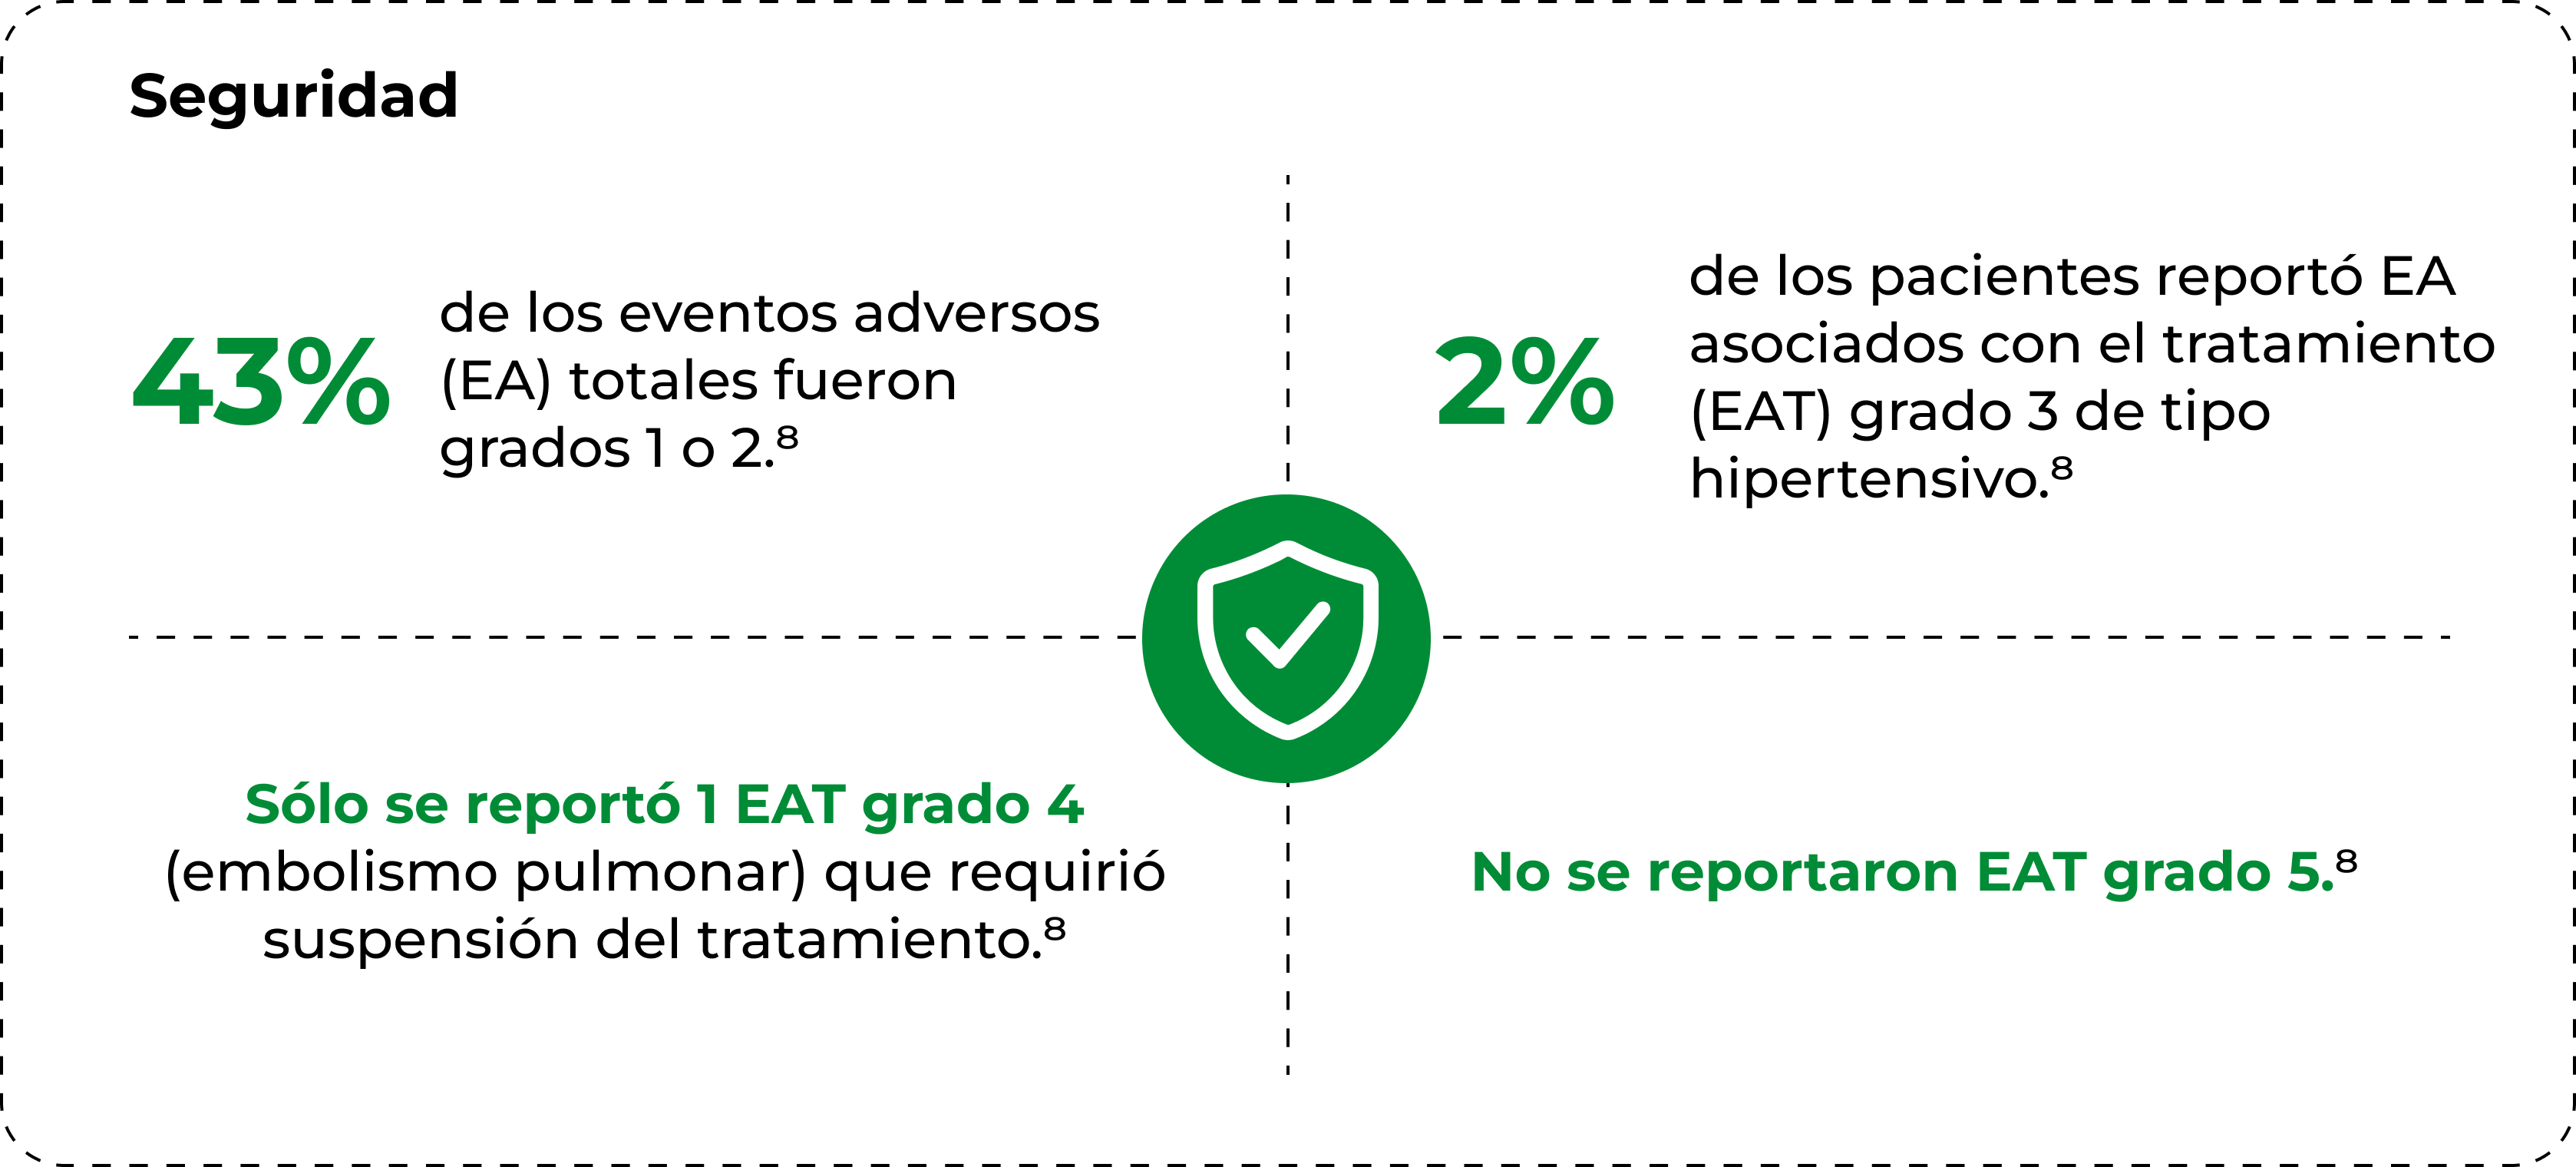 Seguridad
43%
de los eventos adversos
(EA) totales fueron
grados 1 o 2.⁸
2%
de los pacientes reportó EA
asociados con el tratamiento
(EAT) grado 3 de tipo
hipertensivo.⁸
Sólo se reportó 1 EAT grado 4
(embolismo pulmonar) que requirió
suspensión del tratamiento.⁸
No se reportaron EAT grado 5.⁸